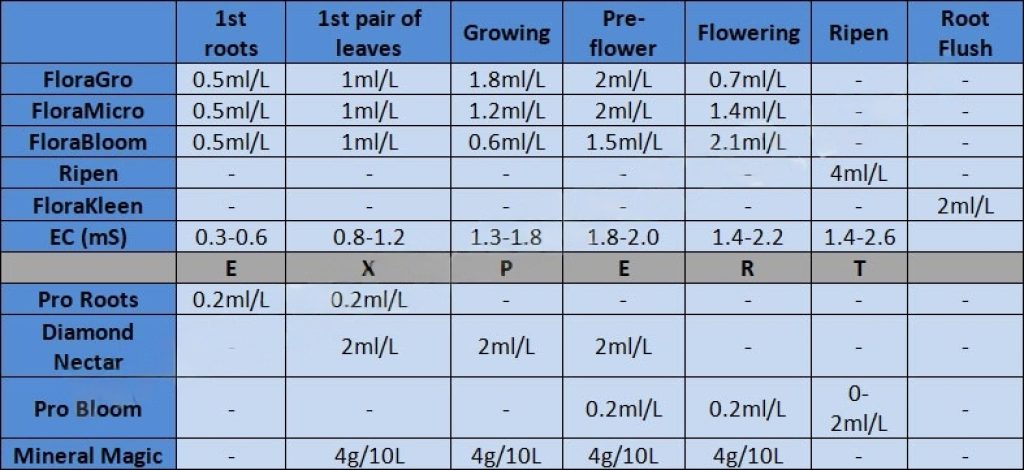 1st roots 1st pair of leaves Growing Pre-flower Flowering Ripen Root Flush
FloraGro 0.5ml/L 1ml/L 1.8ml/L 2ml/L 0.7ml/L - -
FloraMicro 0.5ml/L 1ml/L 1.2ml/L 2ml/L 1.4ml/L - -
FloraBloom 0.5ml/L 1ml/L 0.6ml/L 1.5ml/L 2.1ml/L - -
Ripen - - - - - 4ml/L -
FloraKleen - - - - - - 2ml/L
EC (mS) 0.3-0.6 0.8-1.2 1.3-1.8 1.8-2.0 1.4-2.2 1.4-2.6
E X P E R T
Pro Roots 0.2ml/L 0.2ml/L - - - - -
Diamond Nectar - 2ml/L 2ml/L 2ml/L - - -
Pro Bloom - - - 0.2ml/L 0.2ml/L 0-2ml/L -
Mineral Magic - 4g/10L 4g/10L 4g/10L 4g/10L - -